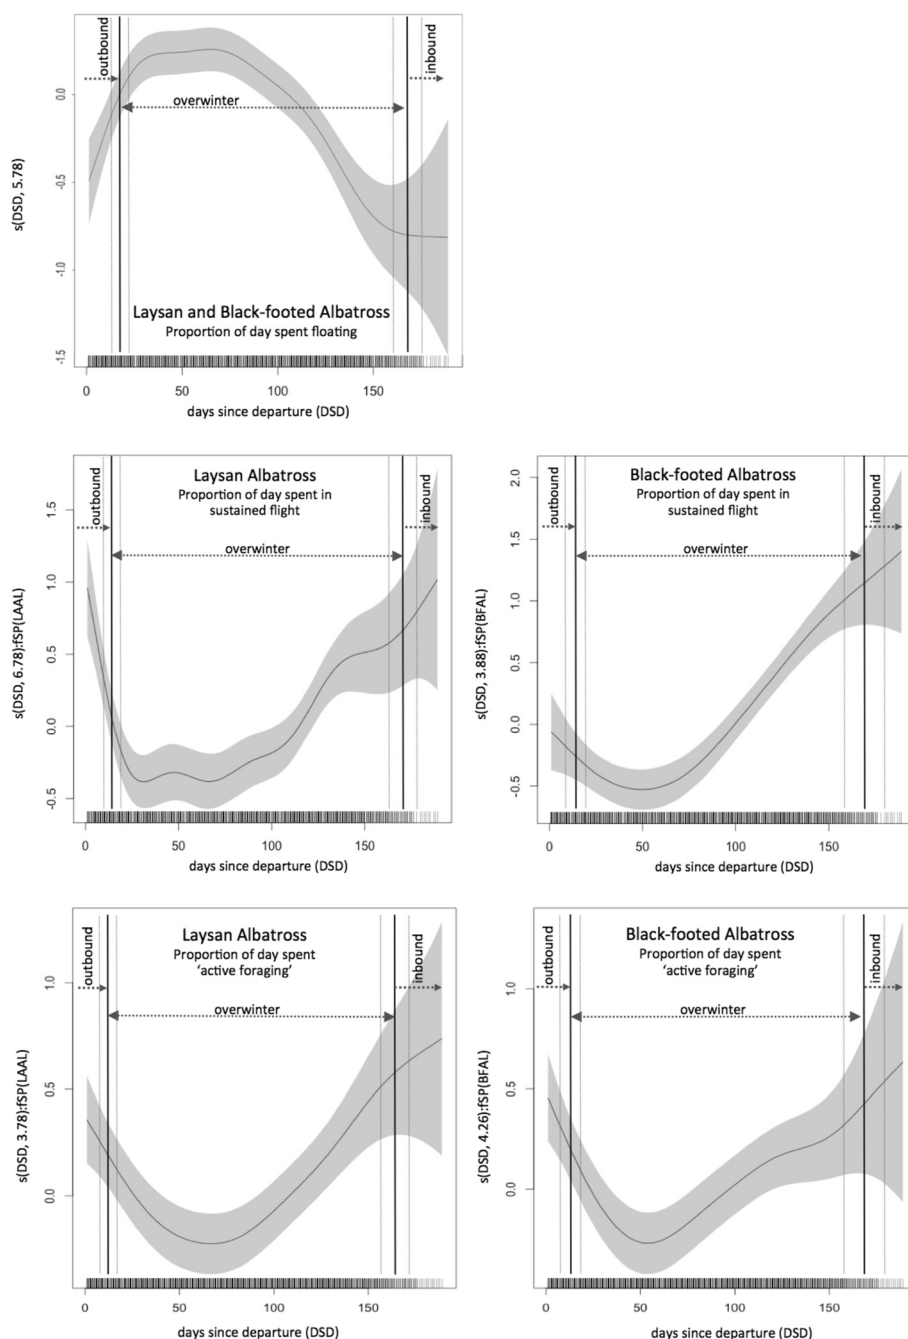 outbound
inbound
overwinter
0.0
-0.5
-1.0
-1.5
s(DSD, 5.78)
Laysan and Black-footed Albatross
Proportion of day spent floating
0 50 100 150
days since departure (DSD)
Laysan Albatross
Proportion of day spent in
sustained flight
outbound
inbound
overwinter
1.5
1.0
0.5
0.0
-0.5
s(DSD, 6.78):fSP(LAAL)
0 50 100 150
days since departure (DSD)
Black-footed Albatross
Proportion of day spent in
sustained flight
outbound
inbound
overwinter
2.0
1.5
1.0
0.5
0.0
-0.5
s(DSD, 3.88):fSP(BFAL)
0 50 100 150
days since departure (DSD)
Laysan Albatross
Proportion of day spent
‘active foraging’
outbound
inbound
overwinter
1.0
0.5
0.0
s(DSD, 3.78):fSP(LAAL)
0 50 100 150
days since departure (DSD)
Black-footed Albatross
Proportion of day spent
‘active foraging’
outbound
inbound
overwinter
1.0
0.5
0.0
s(DSD, 4.26):fSP(BFAL)
0 50 100 150
days since departure (DSD)